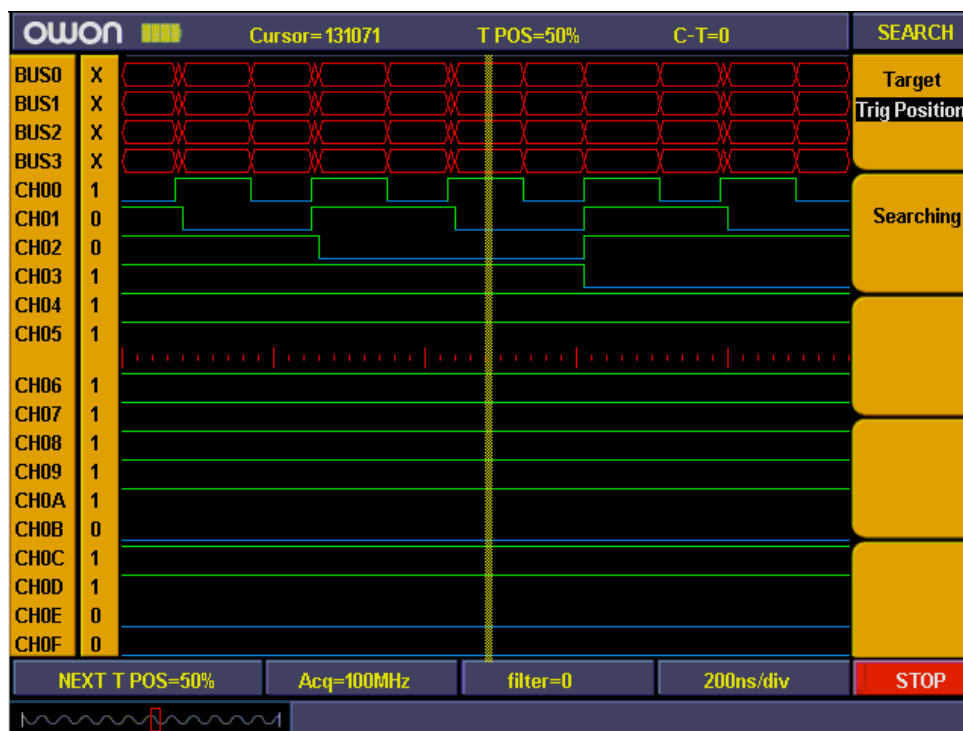 owon Cursor=131071 T POS=50% C-T=0 SEARCH
BUS0 X
BUS1 X
BUS2 X
BUS3 X
CH00 1
CH01 0
CH02 0
CH03 1
CH04 1
CH05 1
CH06 1
CH07 1
CH08 1
CH09 1
CH0A 1
CH0B 0
CH0C 1
CH0D 1
CH0E 0
CH0F 0
Target
Trig Position
Searching
NEXT T POS=50% Acq=100MHz filter=0 200ns/div STOP